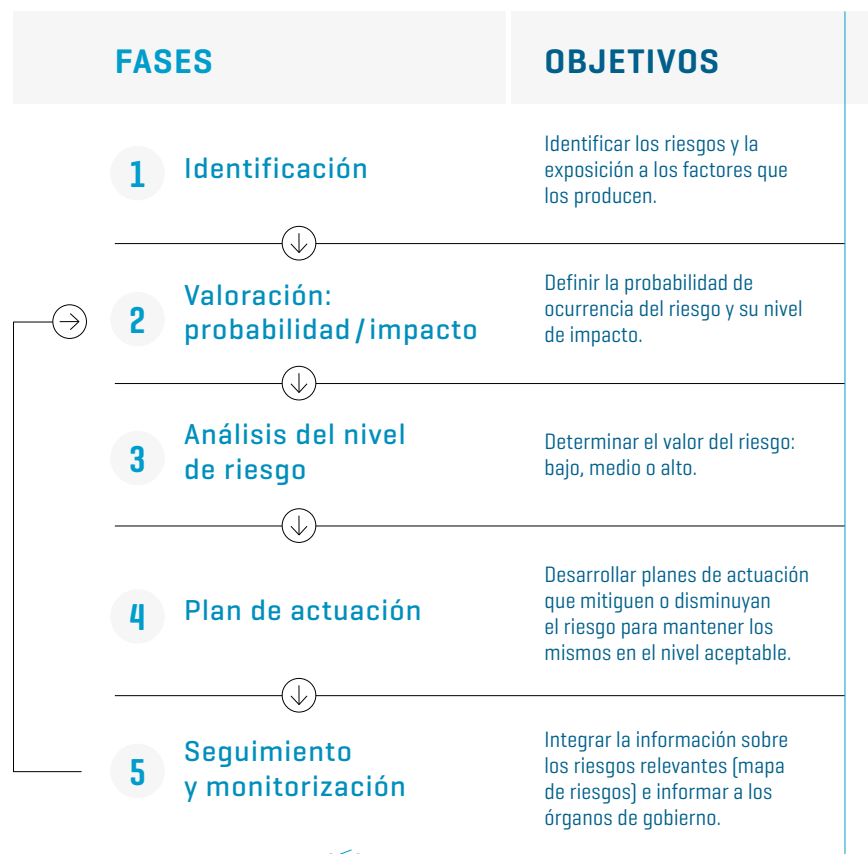 FASES
OBJETIVOS
1
Identificación
Identificar los riesgos y la
exposición a los factores que
los producen.
2
Valoración:
probabilidad / impacto
Definir la probabilidad de
ocurrencia del riesgo y su nivel
de impacto.
3
Análisis del nivel
de riesgo
Determinar el valor del riesgo:
bajo, medio o alto.
4
Plan de actuación
Desarrollar planes de actuación
que mitiguen o disminuyan
el riesgo para mantener los
mismos en el nivel aceptable.
5
Seguimiento
y monitorización
Integrar la información sobre
los riesgos relevantes (mapa
de riesgos) e informar a los
órganos de gobierno.